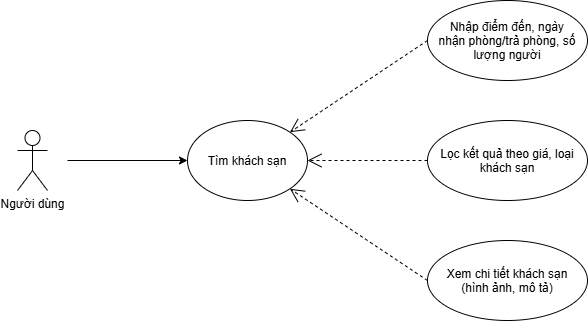 Nhập điểm đến, ngày
nhận phòng/trả phòng, số
lượng người
Tìm khách sạn
Lọc kết quả theo giá, loại
khách sạn
Người dùng
Xem chi tiết khách sạn
(hình ảnh, mô tả)